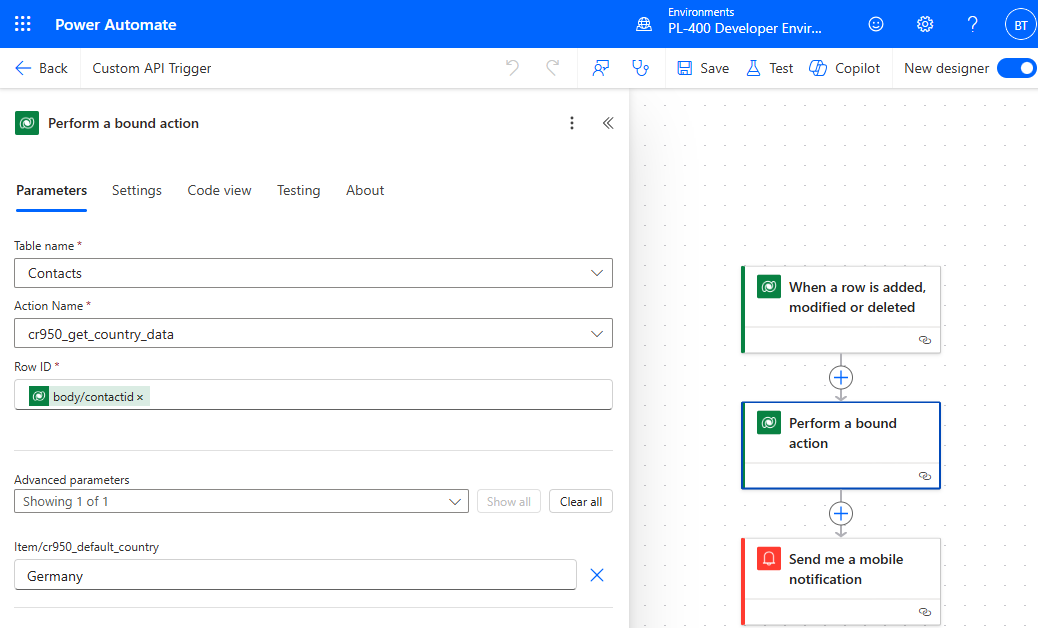 Power Automate
Environments
PL-400 Developer Envir...
?
BT
Back
Custom API Trigger
Save
Test
Copilot
New designer
Perform a bound action
Parameters
Settings
Code view
Testing
About
Table name *
Contacts
Action Name *
cr950_get_country_data
Row ID *
body/contactid ×
Advanced parameters
Showing 1 of 1
Show all
Clear all
Item/cr950_default_country
Germany
When a row is added,
modified or deleted
Perform a bound
action
Send me a mobile
notification